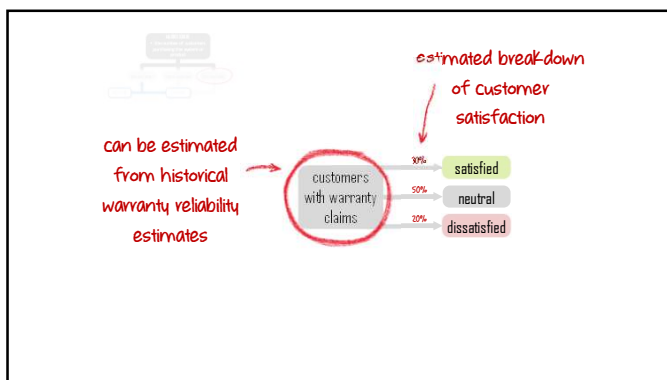 estimated breakdown
of customer
satisfaction
can be estimated
from historical
warranty reliability
estimates
customers
with warranty
claims
30%
satisfied
50%
neutral
20%
dissatisfied